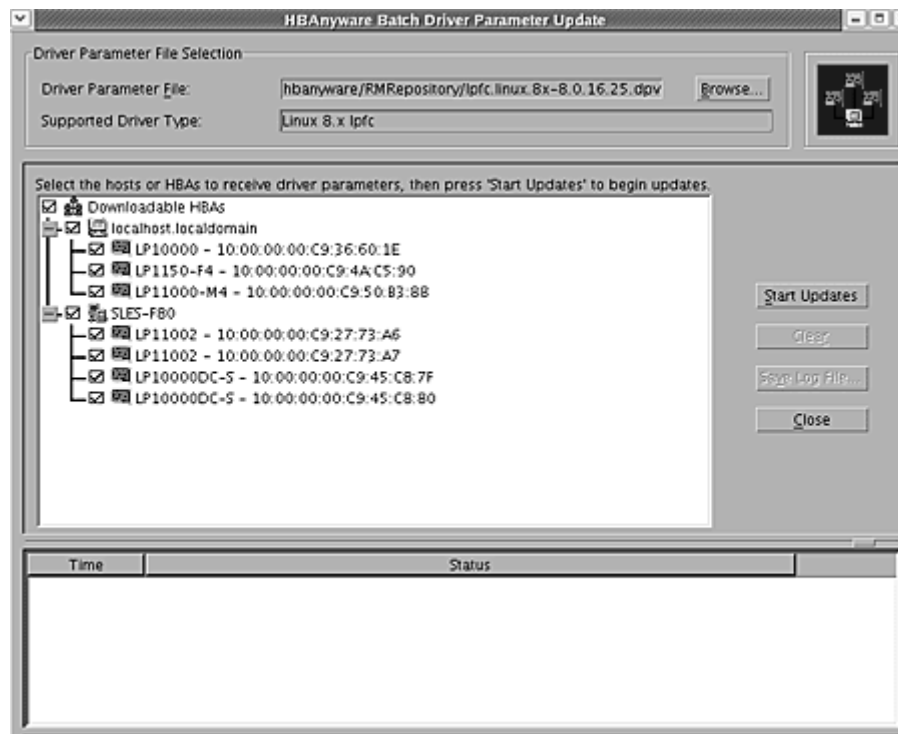 HBAnyware Batch Driver Parameter Update
Driver Parameter File Selection
Driver Parameter File: hbanyware/RMRepository/lpfc.linux.8x-8.0.16.25.dpv Browse...
Supported Driver Type: Linux 8.x lpfc
Select the hosts or HBAs to receive driver parameters, then press 'Start Updates' to begin updates.
Downloadable HBAs
localhost.localdomain
LP10000 - 10:00:00:00:C9:36:60:1E
LP1150-F4 - 10:00:00:00:C9:4A:C5:90
LP11000-M4 - 10:00:00:00:C9:50:B3:8B
SLES-F80
LP11002 - 10:00:00:00:C9:27:73:A6
LP11002 - 10:00:00:00:C9:27:73:A7
LP10000DC-S - 10:00:00:00:C9:45:C8:7F
LP10000DC-S - 10:00:00:00:C9:45:C8:80
Start Updates
Clear
Save Log File...
Close
Time Status